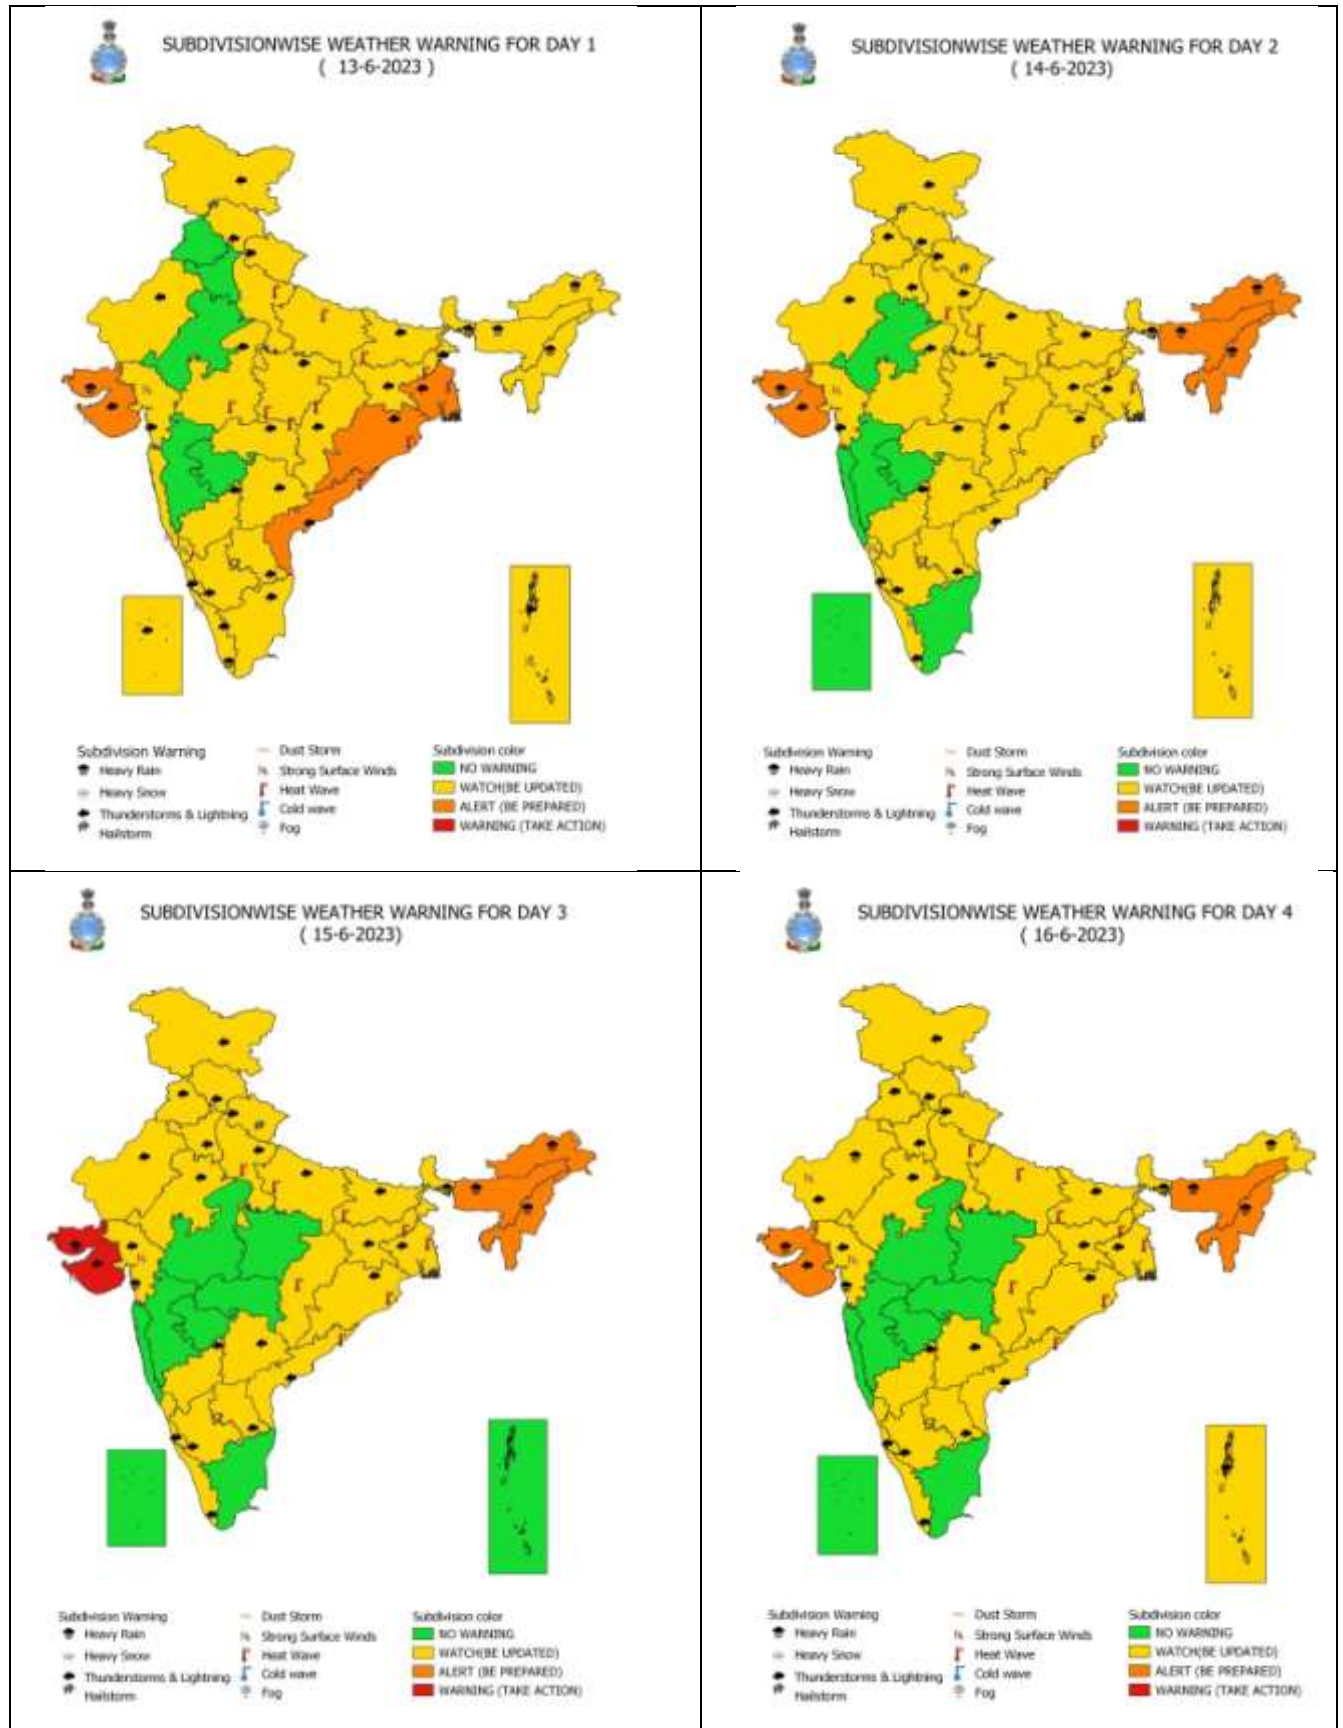 SUBDIVISIONWISE WEATHER WARNING FOR DAY 1
( 13-6-2023 )
Subdivision Warning
Heavy Rain
Heavy Snow
Thunderstorms & Lightning
Hailstorm
Dust Storm
Strong Surface Winds
Heat Wave
Cold wave
Fog
Subdivision color
NO WARNING
WATCH(BE UPDATED)
ALERT (BE PREPARED)
WARNING (TAKE ACTION)
SUBDIVISIONWISE WEATHER WARNING FOR DAY 2
( 14-6-2023)
Subdivision Warning
Heavy Rain
Heavy Snow
Thunderstorms & Lightning
Hailstorm
Dust Storm
Strong Surface Winds
Heat Wave
Cold wave
Fog
Subdivision color
NO WARNING
WATCH(BE UPDATED)
ALERT (BE PREPARED)
WARNING (TAKE ACTION)
SUBDIVISIONWISE WEATHER WARNING FOR DAY 3
( 15-6-2023)
Subdivision Warning
Heavy Rain
Heavy Snow
Thunderstorms & Lightning
Hailstorm
Dust Storm
Strong Surface Winds
Heat Wave
Cold wave
Fog
Subdivision color
NO WARNING
WATCH(BE UPDATED)
ALERT (BE PREPARED)
WARNING (TAKE ACTION)
SUBDIVISIONWISE WEATHER WARNING FOR DAY 4
( 16-6-2023)
Subdivision Warning
Heavy Rain
Heavy Snow
Thunderstorms & Lightning
Hailstorm
Dust Storm
Strong Surface Winds
Heat Wave
Cold wave
Fog
Subdivision color
NO WARNING
WATCH(BE UPDATED)
ALERT (BE PREPARED)
WARNING (TAKE ACTION)